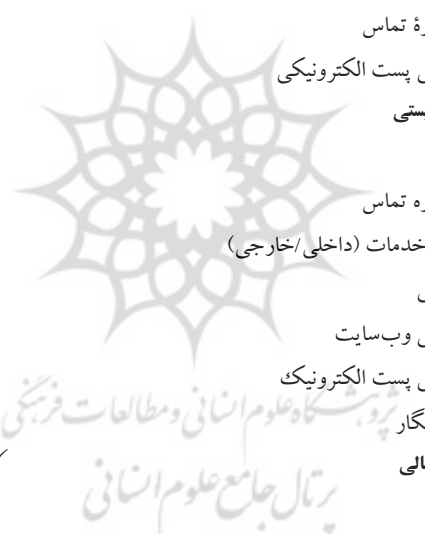 رهٔ تماس
ی پست الکترونیکی
ستی
ره تماس
خدمات (داخلی/خارجی)
ی
ی وب‌سایت
ی پست الکترونیک
پژوهشگاه علوم انسانی و مطالعات فرهنگی
نگار
الی
پرتال جامع علوم انسانی